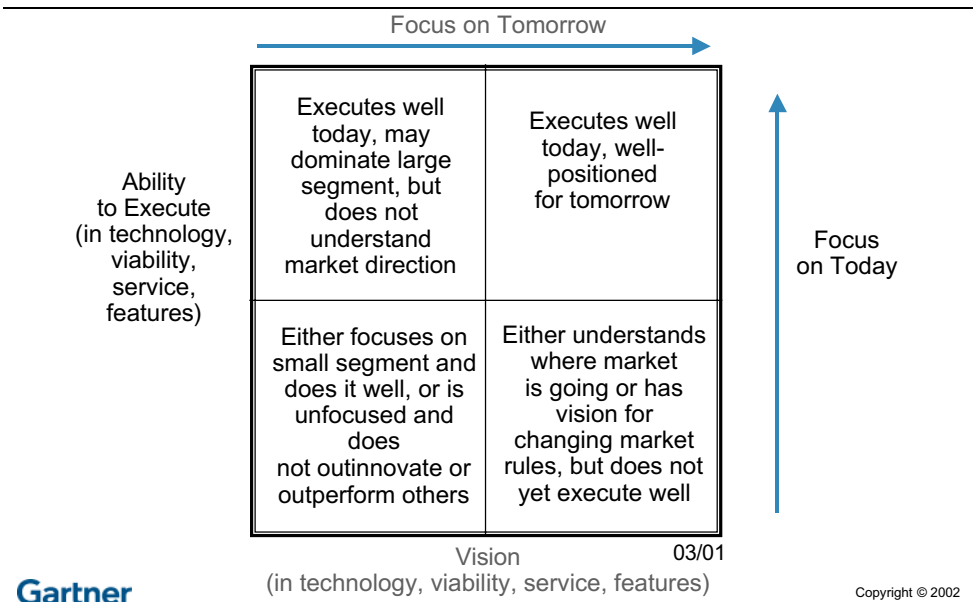 Focus on Tomorrow
Executes well
today, may
dominate large
segment, but
does not
understand
market direction
Executes well
today, well-
positioned
for tomorrow
Ability
to Execute
(in technology,
viability,
service,
features)
Focus
on Today
Either focuses on
small segment and
does it well, or is
unfocused and
does
not outinnovate or
outperform others
Either understands
where market
is going or has
vision for
changing market
rules, but does not
yet execute well
Vision
(in technology, viability, service, features)
03/01
Gartner
Copyright © 2002